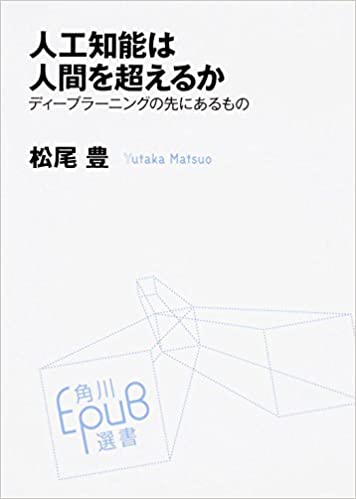 人工知能は
人間を超えるか
ディープラーニングの先にあるもの
松尾 豊 Yutaka Matsuo
角川
EpuB
選書